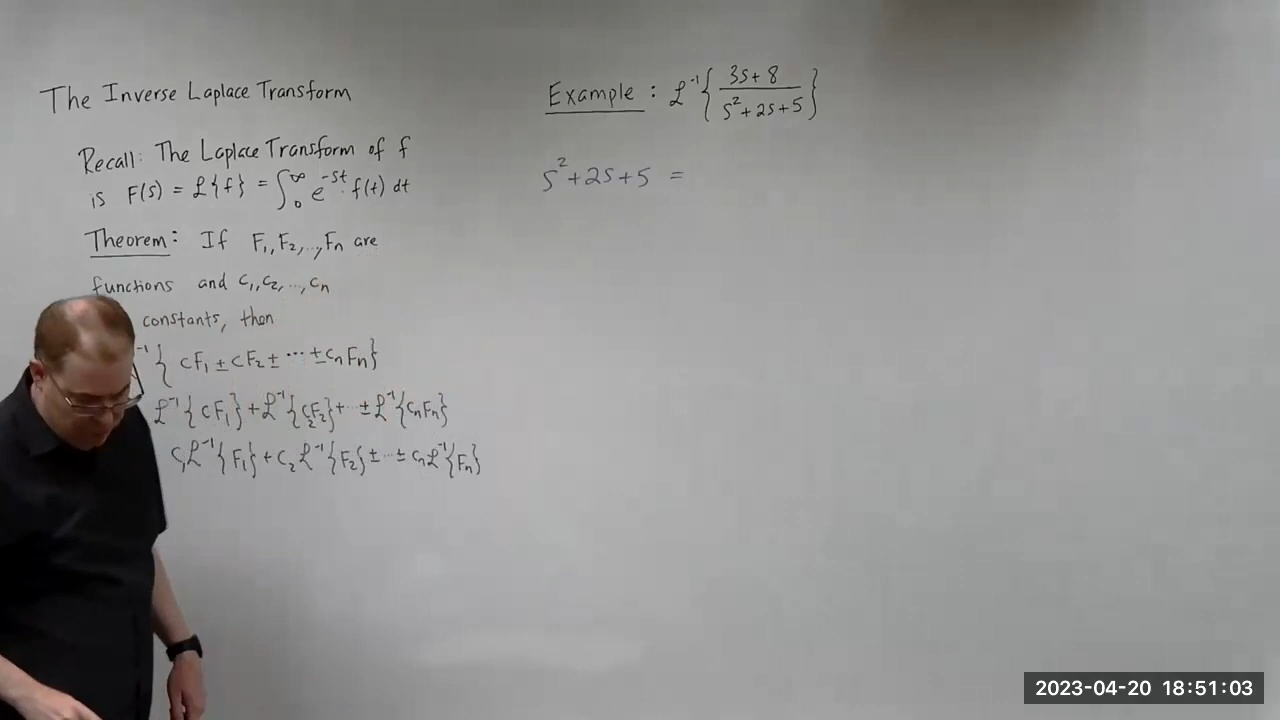 The Inverse Laplace Transform
Recall: The Laplace Transform of f
is F(s) = ℒ{f} = ∫₀^∞ e^(-st) · f(t) dt
Theorem: If F₁, F₂, ..., Fₙ are
functions and c₁, c₂, ..., cₙ
constants, then
⁻¹{ cF₁ ± cF₂ ± ··· ± cₙFₙ}
ℒ⁻¹{cF₁} + ℒ⁻¹{c₂F₂} + ··· ± ℒ⁻¹{cₙFₙ}
c₁ℒ⁻¹{F₁} + c₂ℒ⁻¹{F₂} ± ··· ± cₙℒ⁻¹{Fₙ}
Example : ℒ⁻¹{(3s + 8)/(s² + 2s + 5)}
s² + 2s + 5 =
2023-04-20 18:51:03